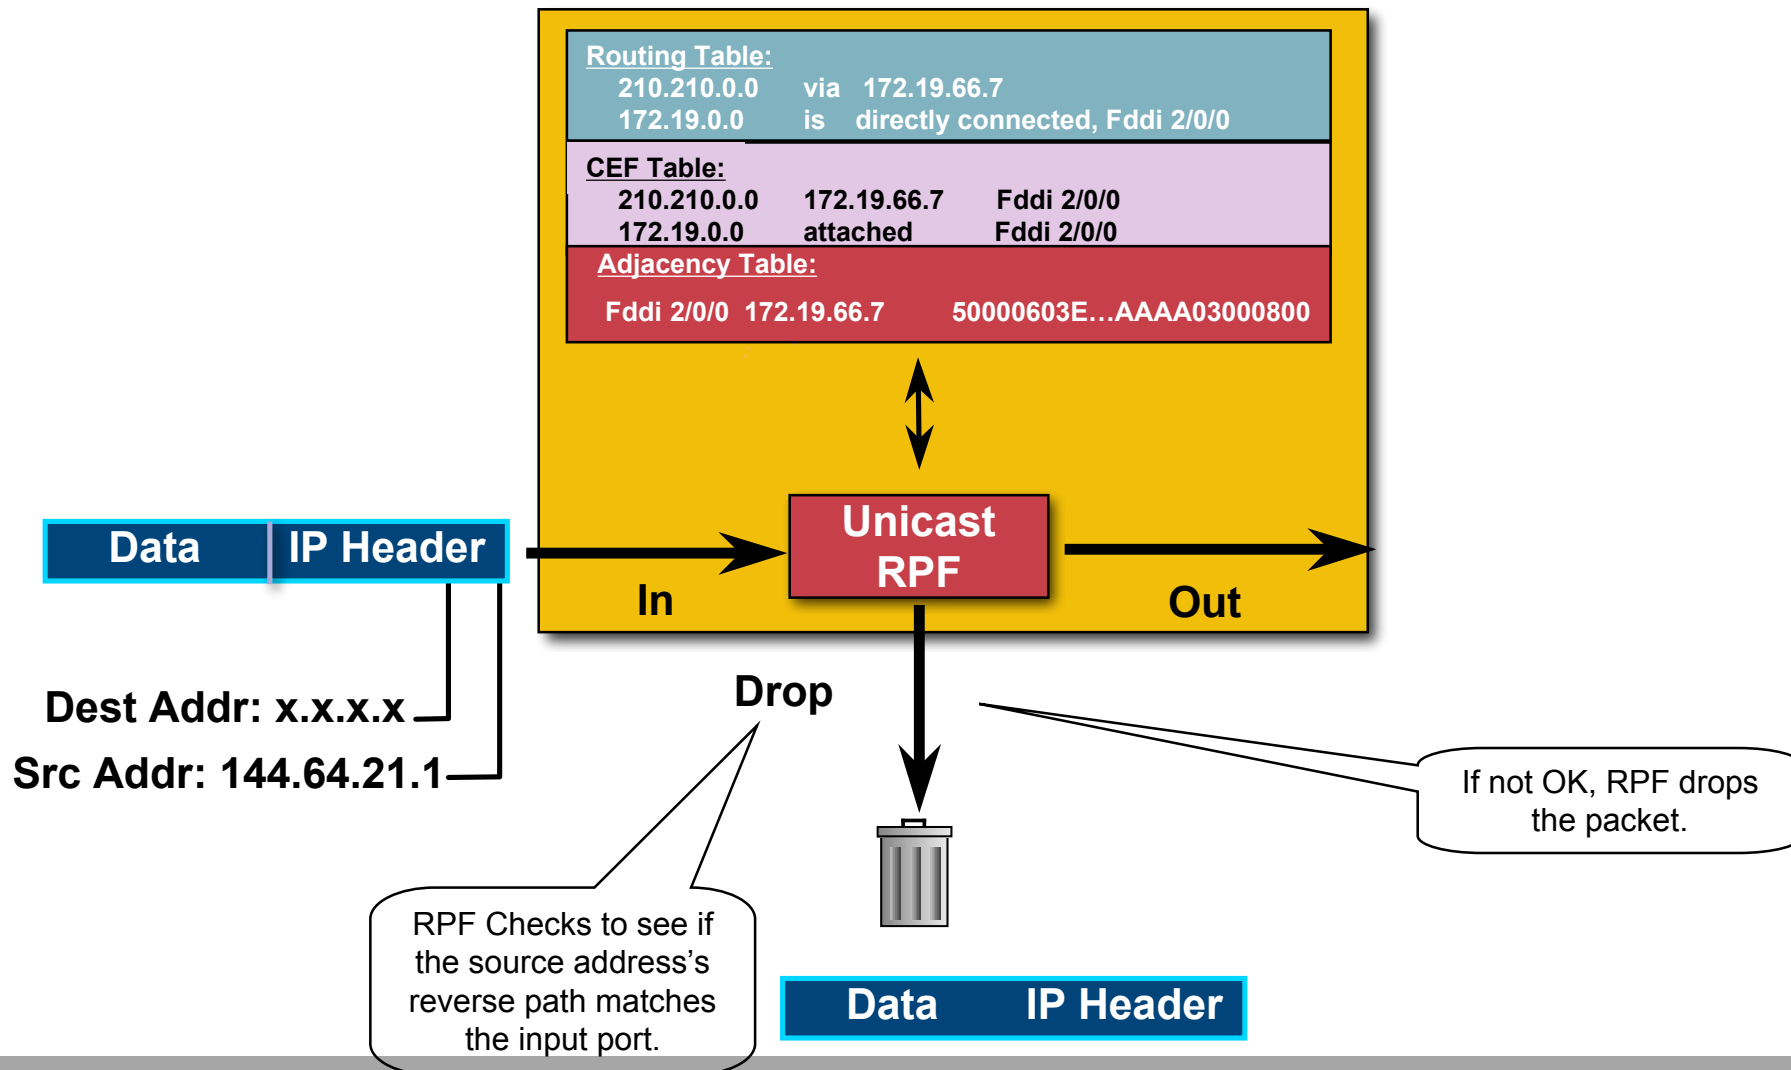 Routing Table:
210.210.0.0 via 172.19.66.7
172.19.0.0 is directly connected, Fddi 2/0/0
CEF Table:
210.210.0.0 172.19.66.7 Fddi 2/0/0
172.19.0.0 attached Fddi 2/0/0
Adjacency Table:
Fddi 2/0/0 172.19.66.7 50000603E…AAAA03000800
Data IP Header
Unicast
RPF
In
Out
Dest Addr: x.x.x.x
Src Addr: 144.64.21.1
Drop
If not OK, RPF drops
the packet.
RPF Checks to see if
the source address’s
reverse path matches
the input port.
Data IP Header